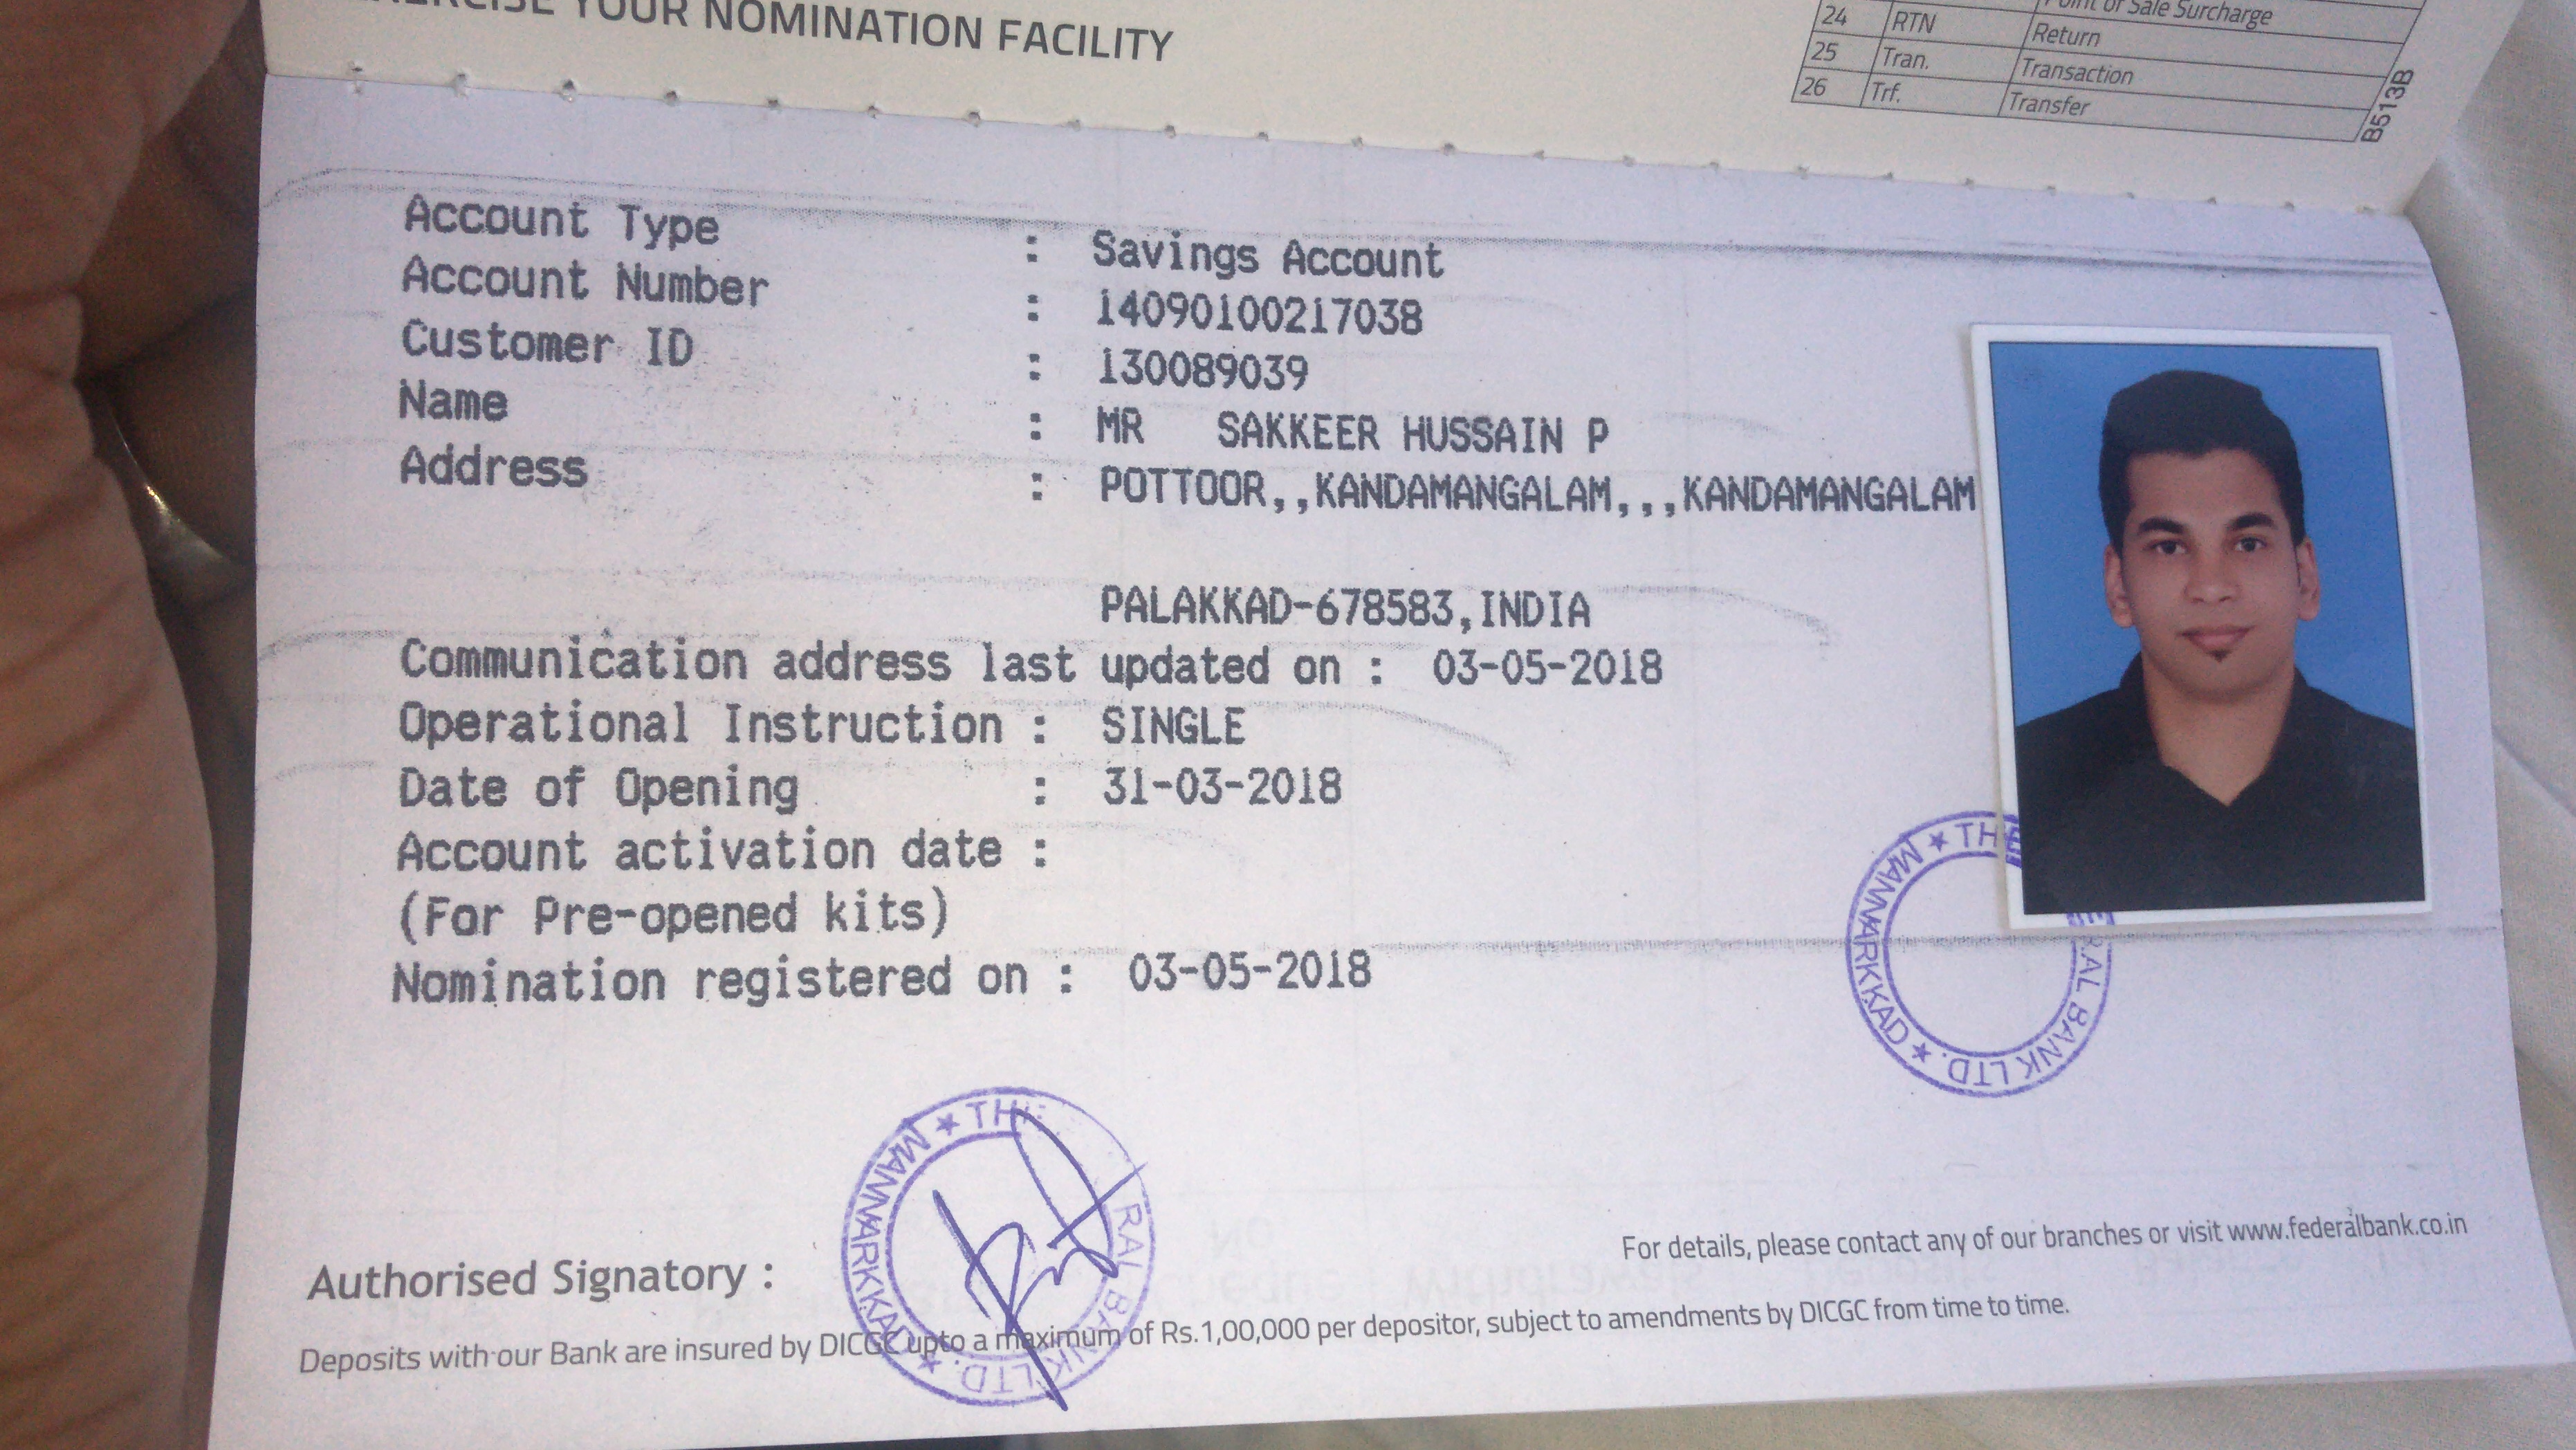 YOUR NOMINATION FACILITY
Point of Sale Surcharge
24 RTN Return
25 Tran. Transaction
26 Trf. Transfer
B513B
Account Type : Savings Account
Account Number : 14090100217038
Customer ID : 130089039
Name : MR SAKKEER HUSSAIN P
Address : POTTOOR,,KANDAMANGALAM,,,KANDAMANGALAM
PALAKKAD-678583,INDIA
Communication address last updated on : 03-05-2018
Operational Instruction : SINGLE
Date of Opening : 31-03-2018
Account activation date :
(For Pre-opened kits)
Nomination registered on : 03-05-2018
★ TH RAL BANK LTD. ★ MANNARKKAD
★ TH RAL BANK LTD. ★ MANNARKKAD
Authorised Signatory :
For details, please contact any of our branches or visit www.federalbank.co.in
Deposits with our Bank are insured by DICGC upto a maximum of Rs.1,00,000 per depositor, subject to amendments by DICGC from time to time.